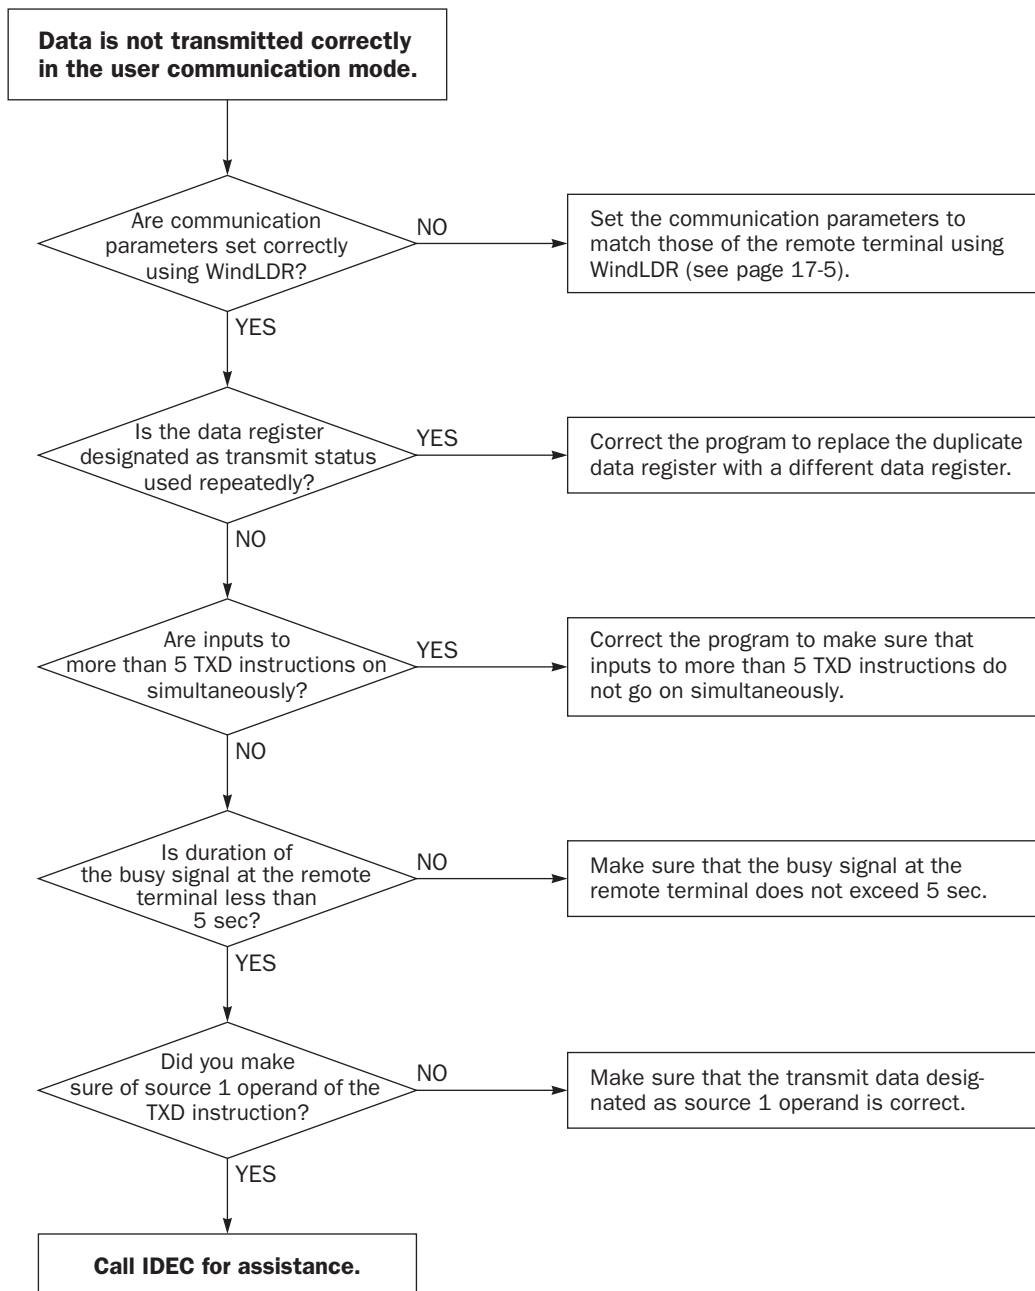 Data is not transmitted correctly
in the user communication mode.
Are communication
parameters set correctly
using WindLDR?
NO
Set the communication parameters to
match those of the remote terminal using
WindLDR (see page 17-5).
YES
Is the data register
designated as transmit status
used repeatedly?
YES
Correct the program to replace the duplicate
data register with a different data register.
NO
Are inputs to
more than 5 TXD instructions on
simultaneously?
YES
Correct the program to make sure that
inputs to more than 5 TXD instructions do
not go on simultaneously.
NO
Is duration of
the busy signal at the remote
terminal less than
5 sec?
NO
Make sure that the busy signal at the
remote terminal does not exceed 5 sec.
YES
Did you make
sure of source 1 operand of the
TXD instruction?
NO
Make sure that the transmit data desig-
nated as source 1 operand is correct.
YES
Call IDEC for assistance.